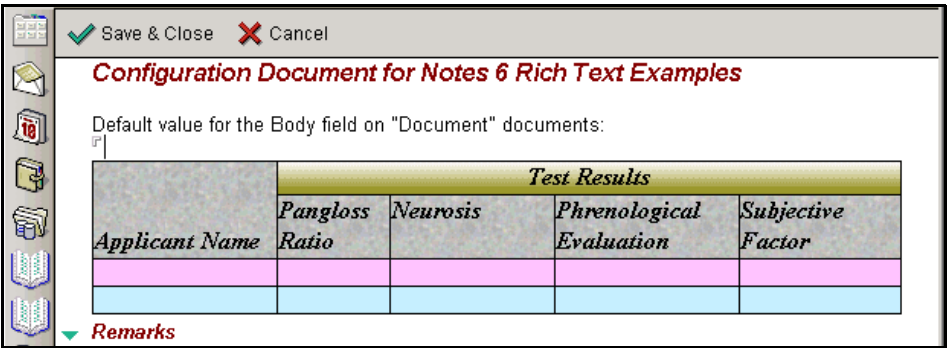 Save & Close Cancel
Configuration Document for Notes 6 Rich Text Examples
Default value for the Body field on "Document" documents:
Test Results
Applicant Name
Pangloss Ratio
Neurosis
Phrenological Evaluation
Subjective Factor
Remarks
16